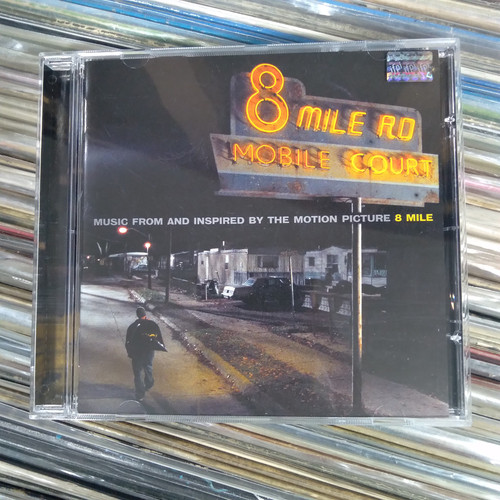 8 MILE RD
MOBILE COURT
MUSIC FROM AND INSPIRED BY THE MOTION PICTURE 8 MILE